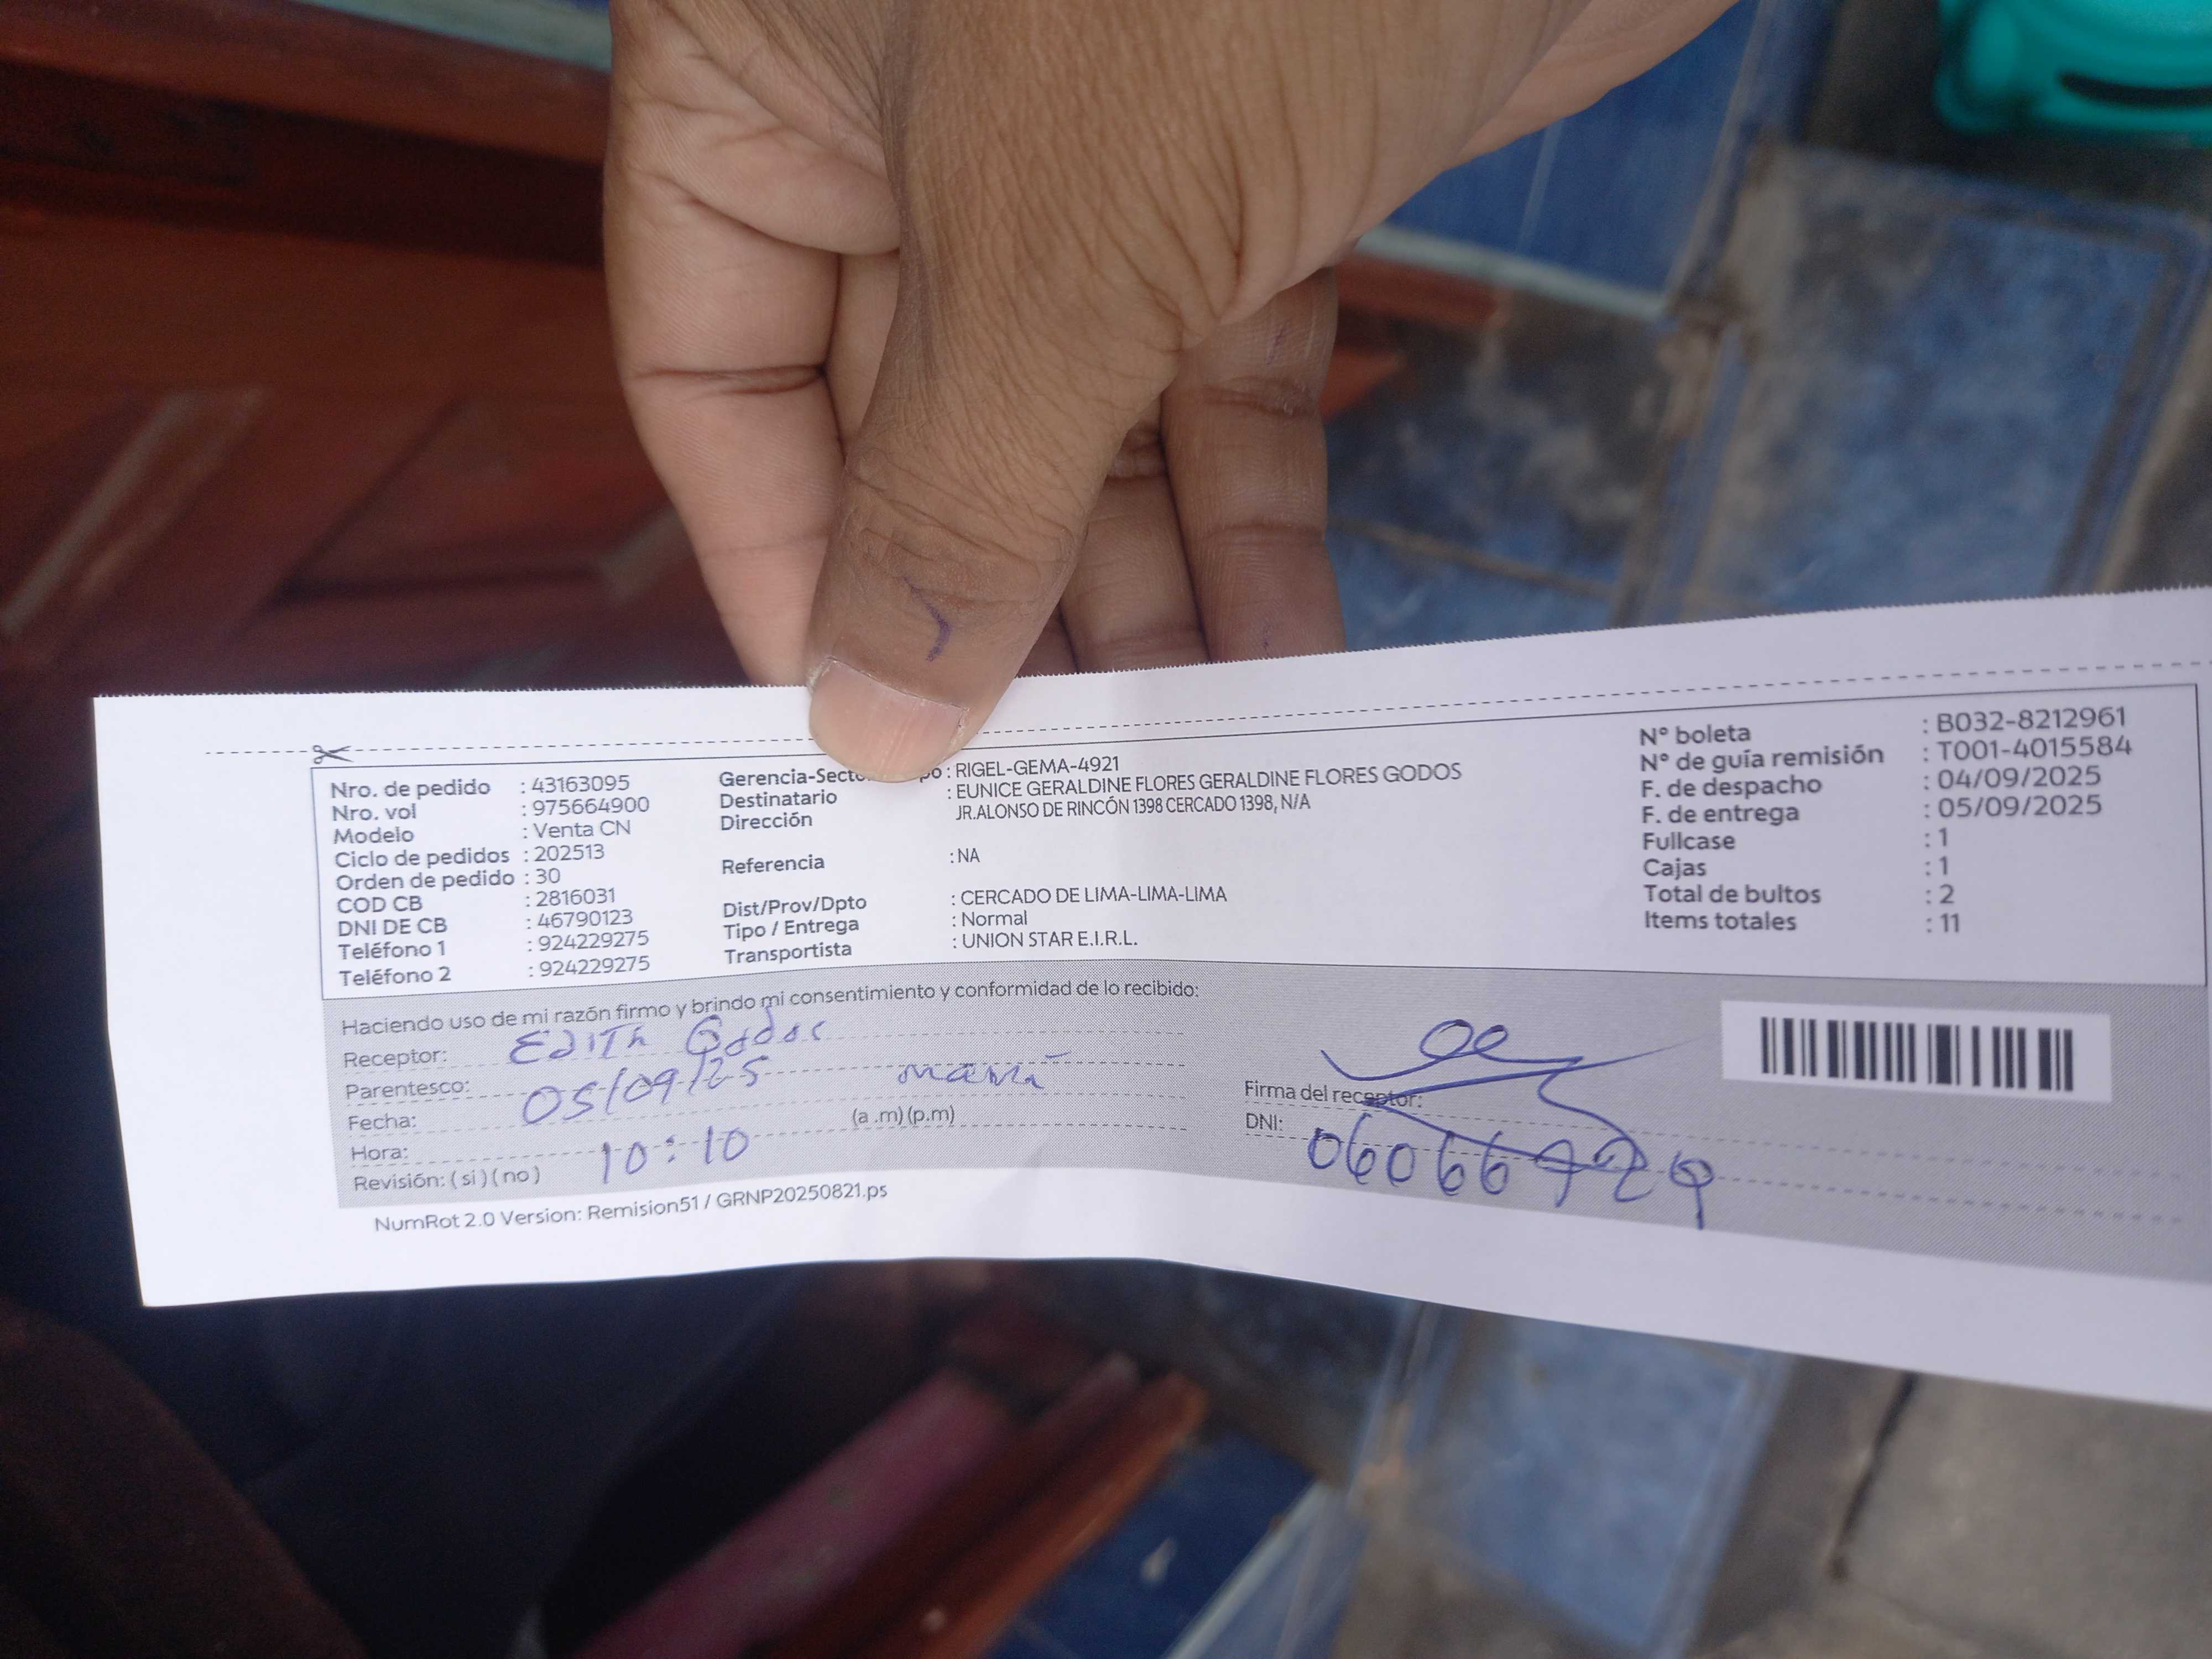 Nro. de pedido : 43163095
Nro. vol : 975664900
Modelo : Venta CN
Ciclo de pedidos : 202513
Orden de pedido : 30
COD CB : 2816031
DNI DE CB : 46790123
Teléfono 1 : 924229275
Teléfono 2 : 924229275
Gerencia-Secto po : RIGEL-GEMA-4921
Destinatario : EUNICE GERALDINE FLORES GERALDINE FLORES GODOS
Dirección JR.ALONSO DE RINCÓN 1398 CERCADO 1398, N/A
Referencia : NA
Dist/Prov/Dpto : CERCADO DE LIMA-LIMA-LIMA
Tipo / Entrega : Normal
Transportista : UNION STAR E.I.R.L.
N° boleta : B032-8212961
N° de guía remisión : T001-4015584
F. de despacho : 04/09/2025
F. de entrega : 05/09/2025
Fullcase : 1
Cajas : 1
Total de bultos : 2
Items totales : 11
Haciendo uso de mi razón firmo y brindo mi consentimiento y conformidad de lo recibido:
Receptor: Edith Godos
Parentesco: mamá
Fecha: 05/09/25
Hora: 10:10 (a .m) (p.m)
Revisión: ( si ) ( no )
Firma del receptor:
DNI:
NumRot 2.0 Version: Remision51 / GRNP20250821.ps